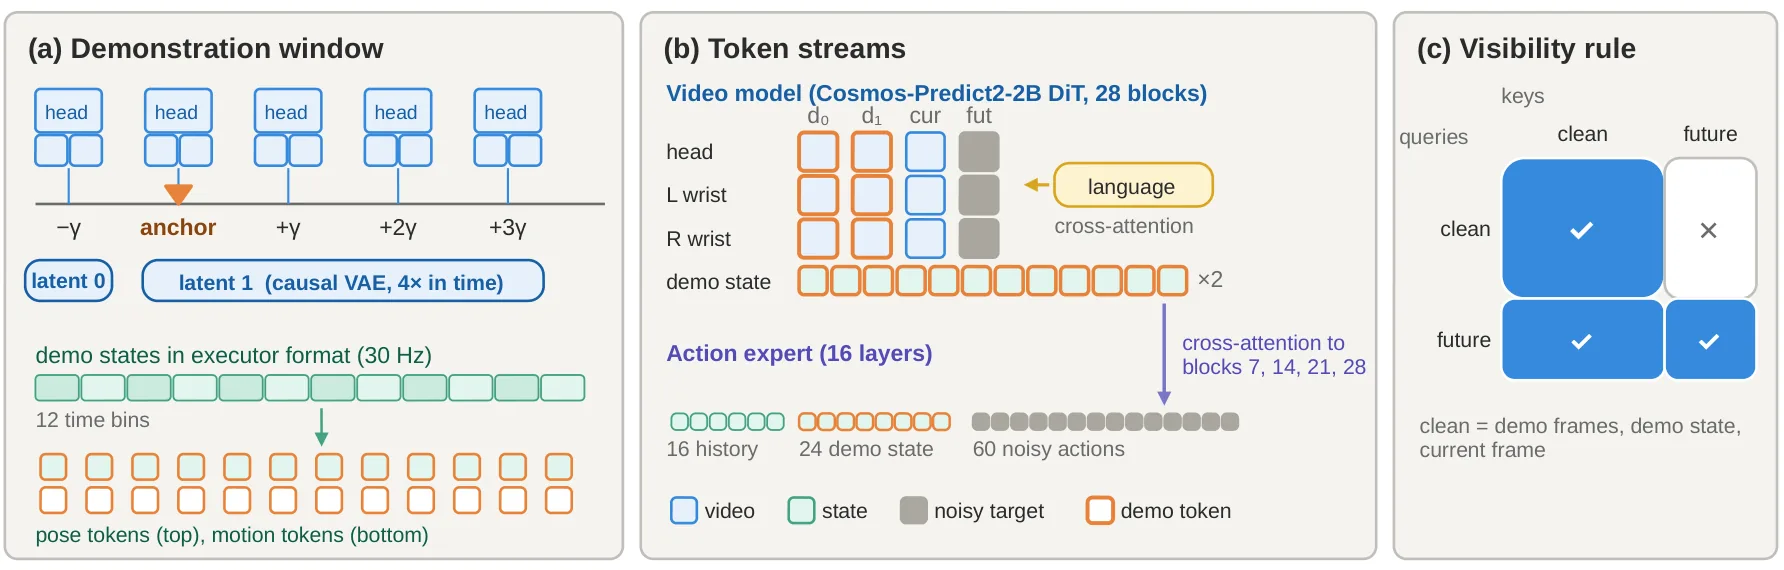 (a) Demonstration window
head head head head head
−γ anchor +γ +2γ +3γ
latent 0 latent 1 (causal VAE, 4× in time)
demo states in executor format (30 Hz)
12 time bins
pose tokens (top), motion tokens (bottom)
(b) Token streams
Video model (Cosmos-Predict2-2B DiT, 28 blocks)
d₀ d₁ cur fut
head
L wrist
R wrist
demo state ×2
language
cross-attention
Action expert (16 layers)
cross-attention to
blocks 7, 14, 21, 28
16 history 24 demo state 60 noisy actions
video state noisy target demo token
(c) Visibility rule
keys
queries clean future
clean
future
clean = demo frames, demo state,
current frame